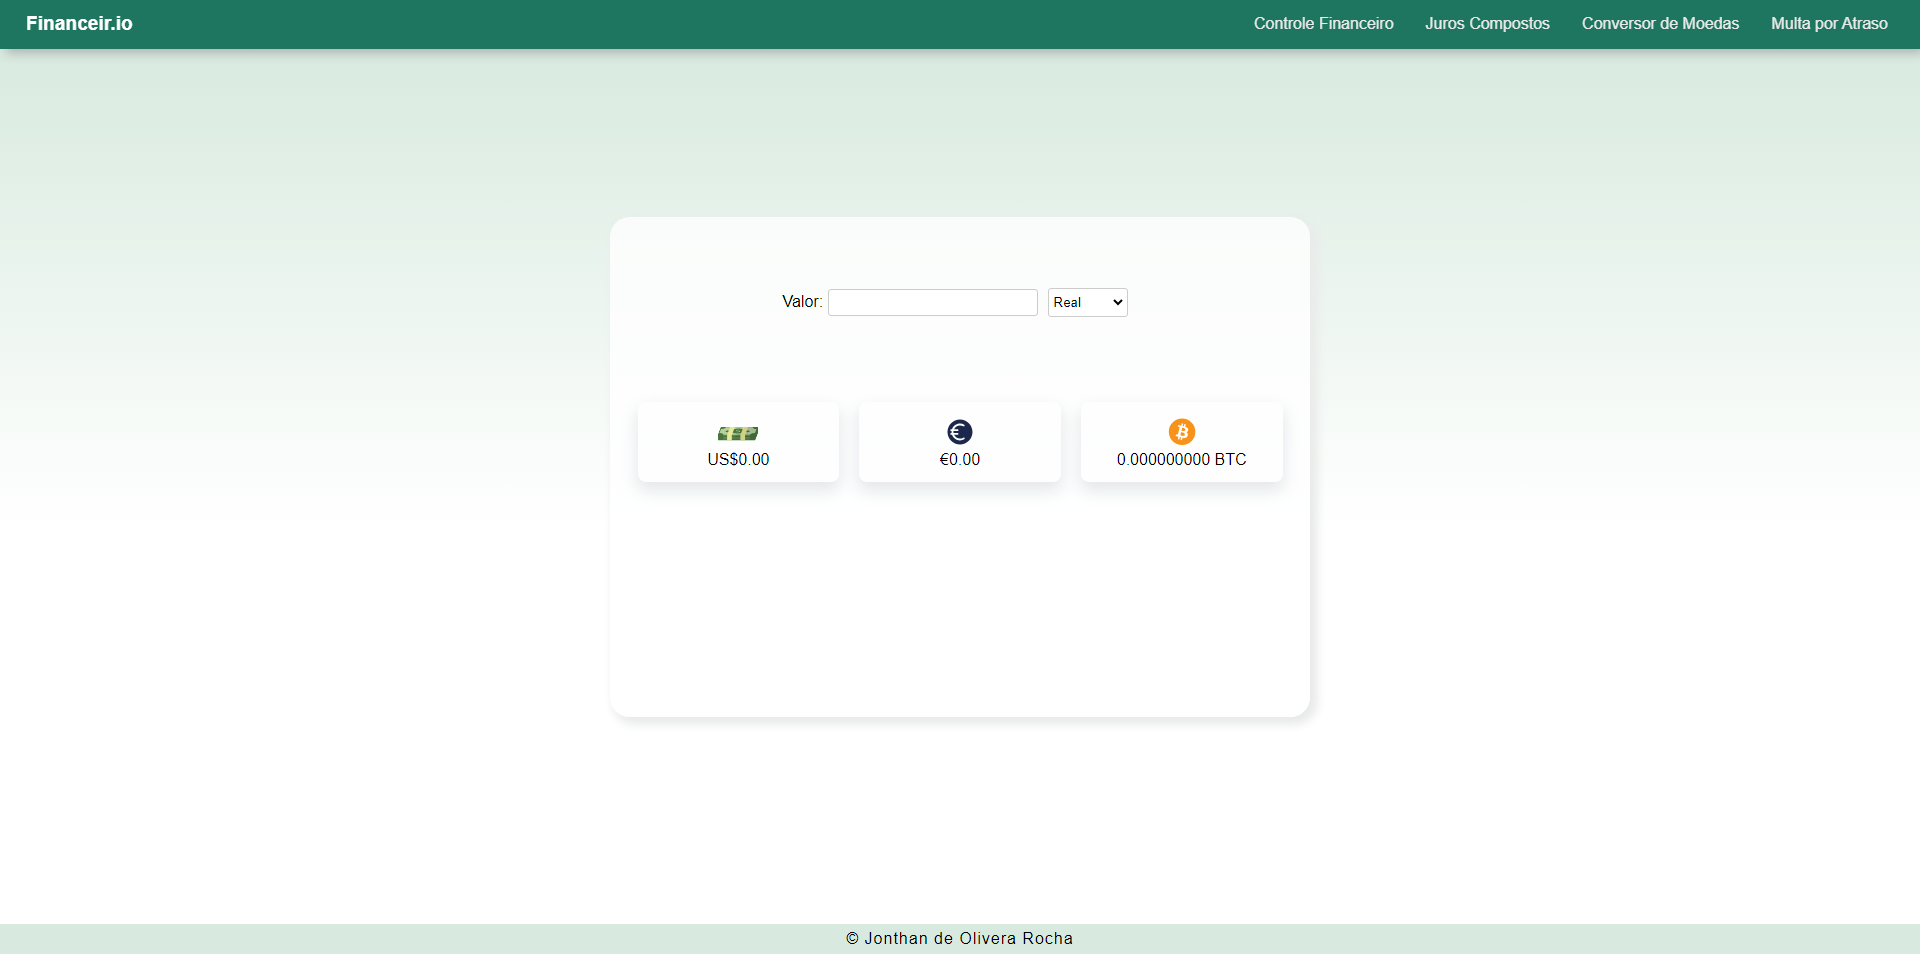 Financeir.io
Controle Financeiro Juros Compostos Conversor de Moedas Multa por Atraso
Valor: Real
US$0.00 €0.00 0.000000000 BTC
© Jonthan de Olivera Rocha